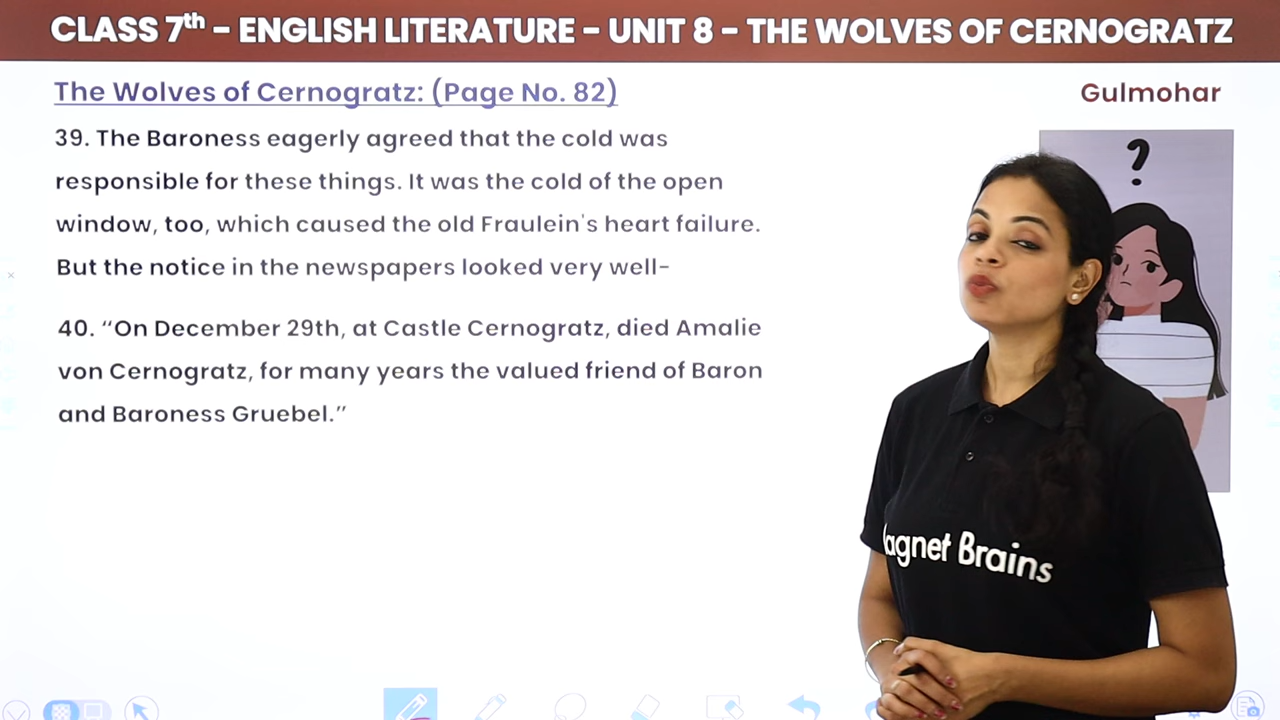 CLASS 7th - ENGLISH LITERATURE - UNIT 8 - THE WOLVES OF CERNOGRATZ
The Wolves of Cernogratz: (Page No. 82)
Gulmohar
39. The Baroness eagerly agreed that the cold was
responsible for these things. It was the cold of the open
window, too, which caused the old Fraulein's heart failure.
But the notice in the newspapers looked very well-
40. "On December 29th, at Castle Cernogratz, died Amalie
von Cernogratz, for many years the valued friend of Baron
and Baroness Gruebel."
?
agnet Brains